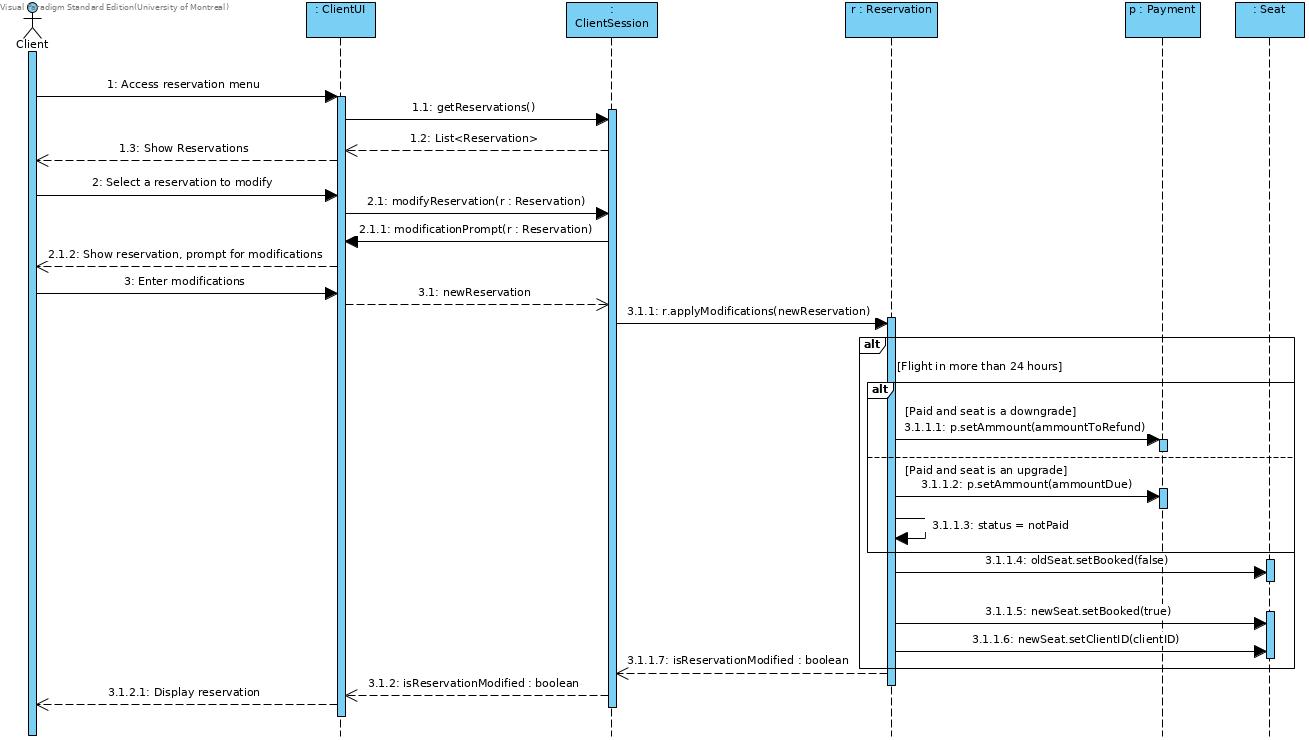 Visual Paradigm Standard Edition(University of Montreal)
: ClientUI
:
ClientSession
r : Reservation
p : Payment
: Seat
Client
1: Access reservation menu
1.1: getReservations()
1.2: List<Reservation>
1.3: Show Reservations
2: Select a reservation to modify
2.1: modifyReservation(r : Reservation)
2.1.1: modificationPrompt(r : Reservation)
2.1.2: Show reservation, prompt for modifications
3: Enter modifications
3.1: newReservation
3.1.1: r.applyModifications(newReservation)
alt
[Flight in more than 24 hours]
alt
[Paid and seat is a downgrade]
3.1.1.1: p.setAmmount(ammountToRefund)
[Paid and seat is an upgrade]
3.1.1.2: p.setAmmount(ammountDue)
3.1.1.3: status = notPaid
3.1.1.4: oldSeat.setBooked(false)
3.1.1.5: newSeat.setBooked(true)
3.1.1.6: newSeat.setClientID(clientID)
3.1.1.7: isReservationModified : boolean
3.1.2: isReservationModified : boolean
3.1.2.1: Display reservation